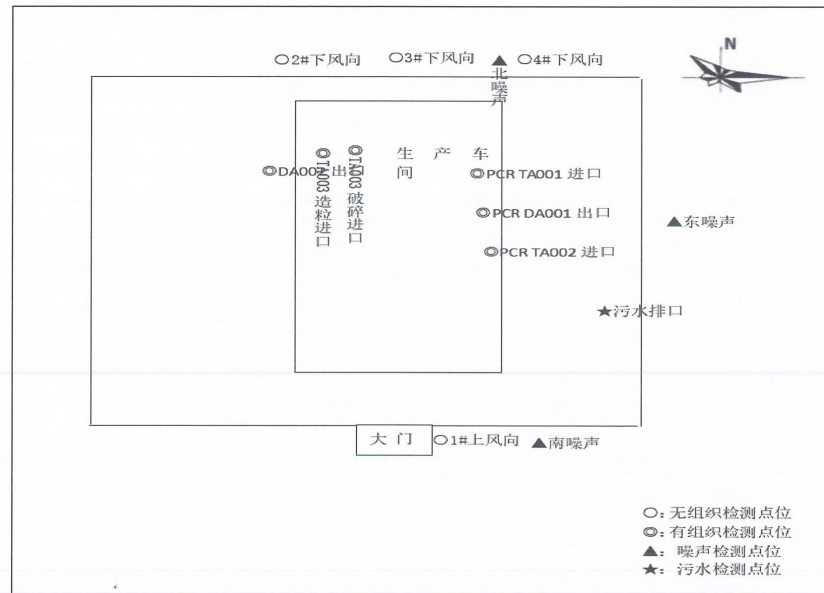 ○2#下风向
○3#下风向
▲北噪声
○4#下风向
N
◎DA002 出口
◎TA003 造粒进口
◎TA003 破碎进口
生 产 车
间
◎PCR TA001 进口
◎PCR DA001 出口
◎PCR TA002 进口
▲东噪声
★污水排口
大 门
○1#上风向
▲南噪声
○：无组织检测点位
◎：有组织检测点位
▲： 噪声检测点位
★： 污水检测点位